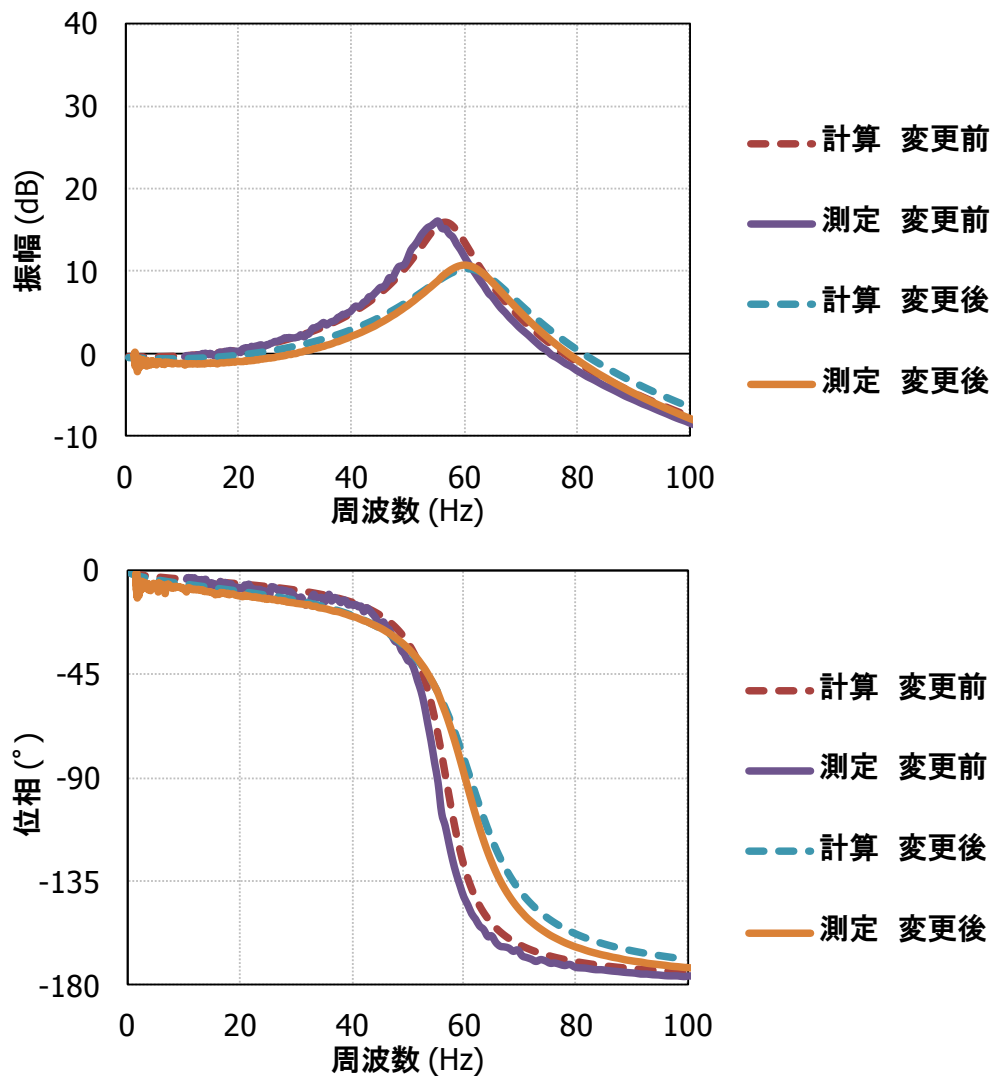 40
30
20
10
0
-10
振幅 (dB)
0 20 40 60 80 100
周波数 (Hz)
計算 変更前
測定 変更前
計算 変更後
測定 変更後
0
-45
-90
-135
-180
位相 (°)
0 20 40 60 80 100
周波数 (Hz)
計算 変更前
測定 変更前
計算 変更後
測定 変更後